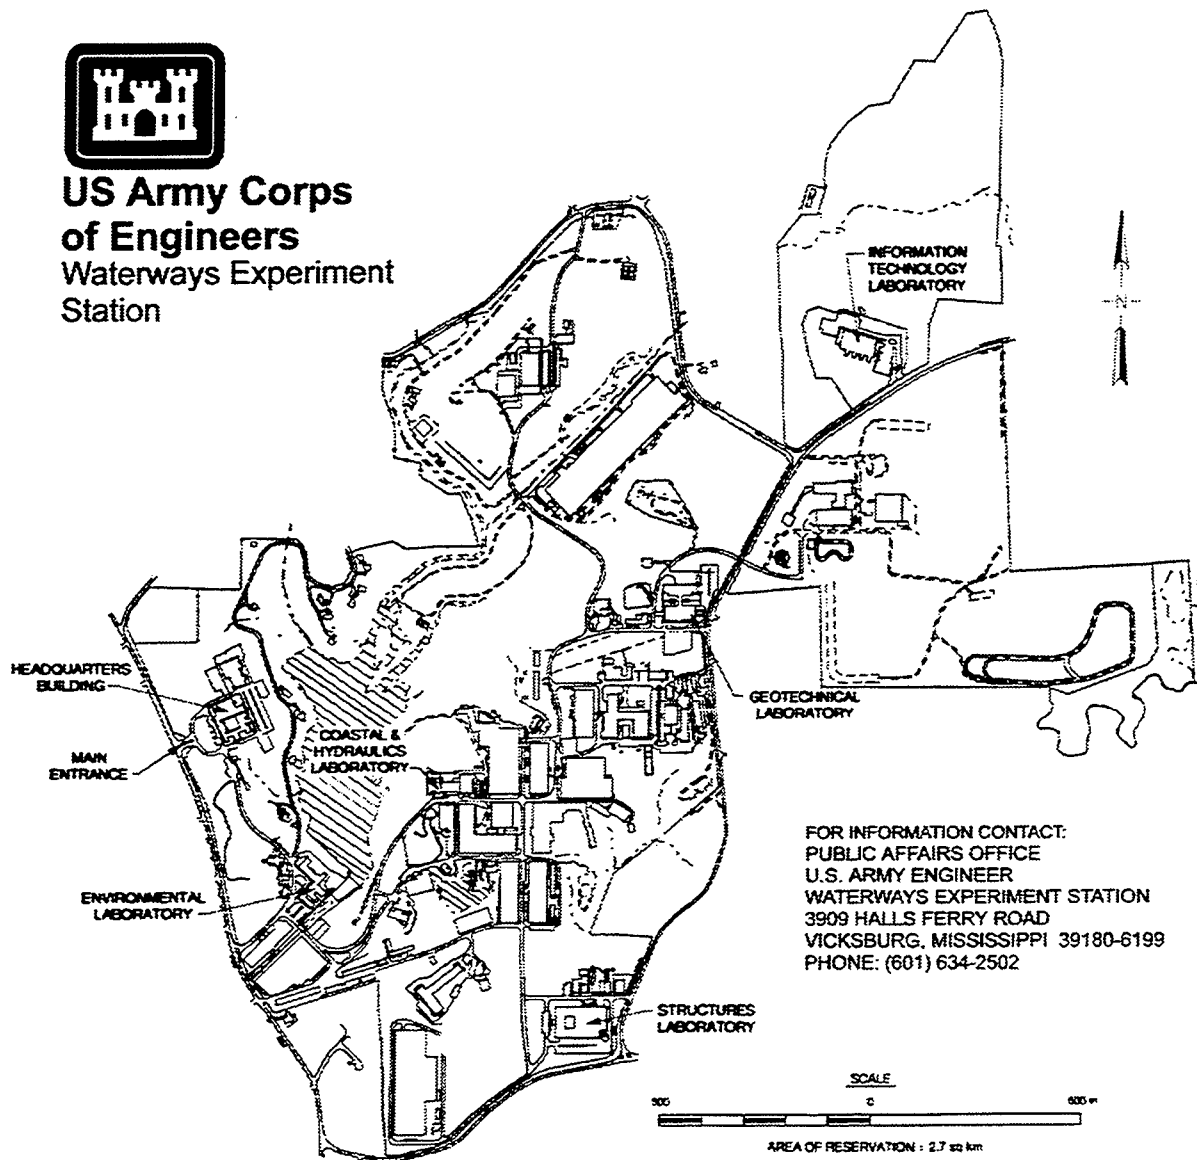 US Army Corps
of Engineers
Waterways Experiment
Station
INFORMATION
TECHNOLOGY
LABORATORY
N
HEADQUARTERS
BUILDING
MAIN
ENTRANCE
COASTAL &
HYDRAULICS
LABORATORY
GEOTECHNICAL
LABORATORY
ENVIRONMENTAL
LABORATORY
STRUCTURES
LABORATORY
FOR INFORMATION CONTACT:
PUBLIC AFFAIRS OFFICE
U.S. ARMY ENGINEER
WATERWAYS EXPERIMENT STATION
3909 HALLS FERRY ROAD
VICKSBURG, MISSISSIPPI 39180-6199
PHONE: (601) 634-2502
SCALE
0
AREA OF RESERVATION : 2.7 sq km